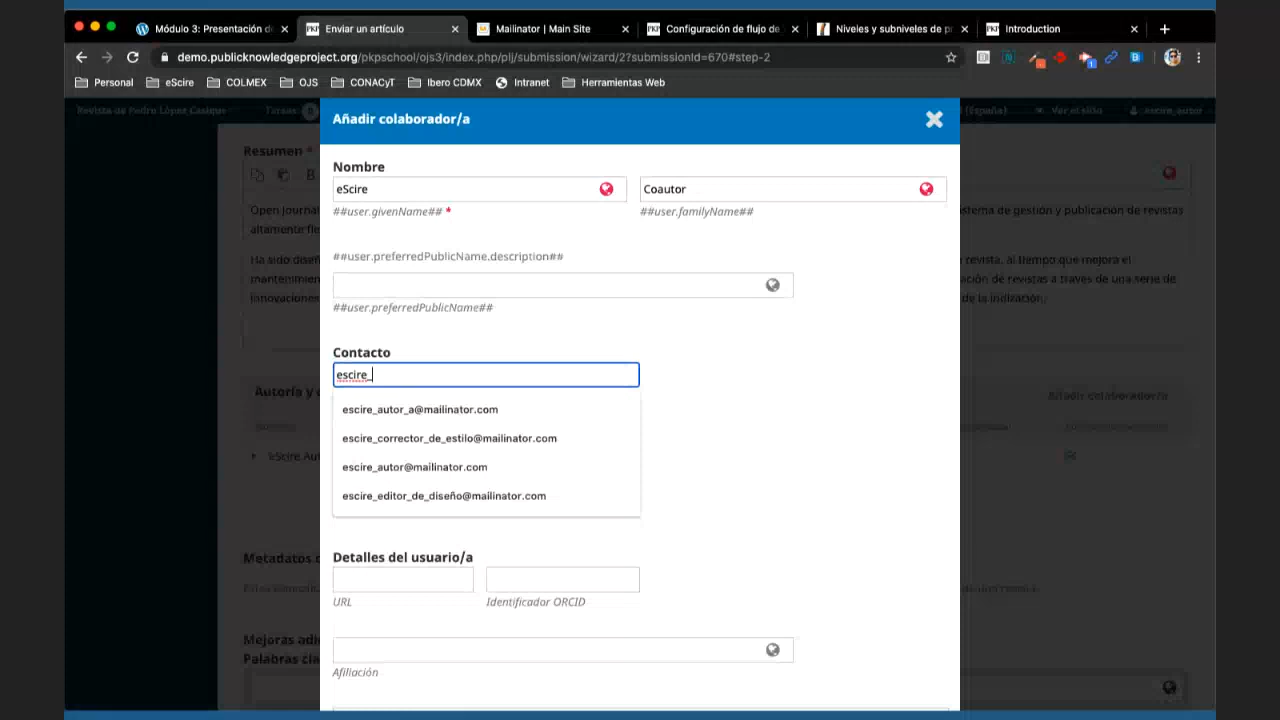 Módulo 3: Presentación d
Enviar un artículo
Mailinator | Main Site
Configuración de flujo de
Niveles y subniveles de p
Introduction
demo.publicknowledgeproject.org/pkpschool/ojs3/index.php/plj/submission/wizard/2?submissionId=670#step-2
Personal
eScire
COLMEX
OJS
CONACyT
Ibero CDMX
Intranet
Herramientas Web
Revista de Pedro López Casique
Tareas
(España)
Ver el sitio
escire_autor
Añadir colaborador/a
Resumen *
Nombre
eScire
Coautor
##user.givenName## *
##user.familyName##
Open Journal
stema de gestión y publicación de revistas
altamente fle
##user.preferredPublicName.description##
Ha sido diseñ
revista, al tiempo que mejora el
mantenimien
ación de revistas a través de una serie de
innovaciones
de la indización.
##user.preferredPublicName##
Contacto
escire_
Autoría y c
Añadir colaborador/a
escire_autor_a@mailinator.com
escire_corrector_de_estilo@mailinator.com
eScire Aut
escire_autor@mailinator.com
escire_editor_de_diseño@mailinator.com
Metadatos d
Detalles del usuario/a
URL
Identificador ORCID
Mejoras adi
Palabras cla
Afiliación